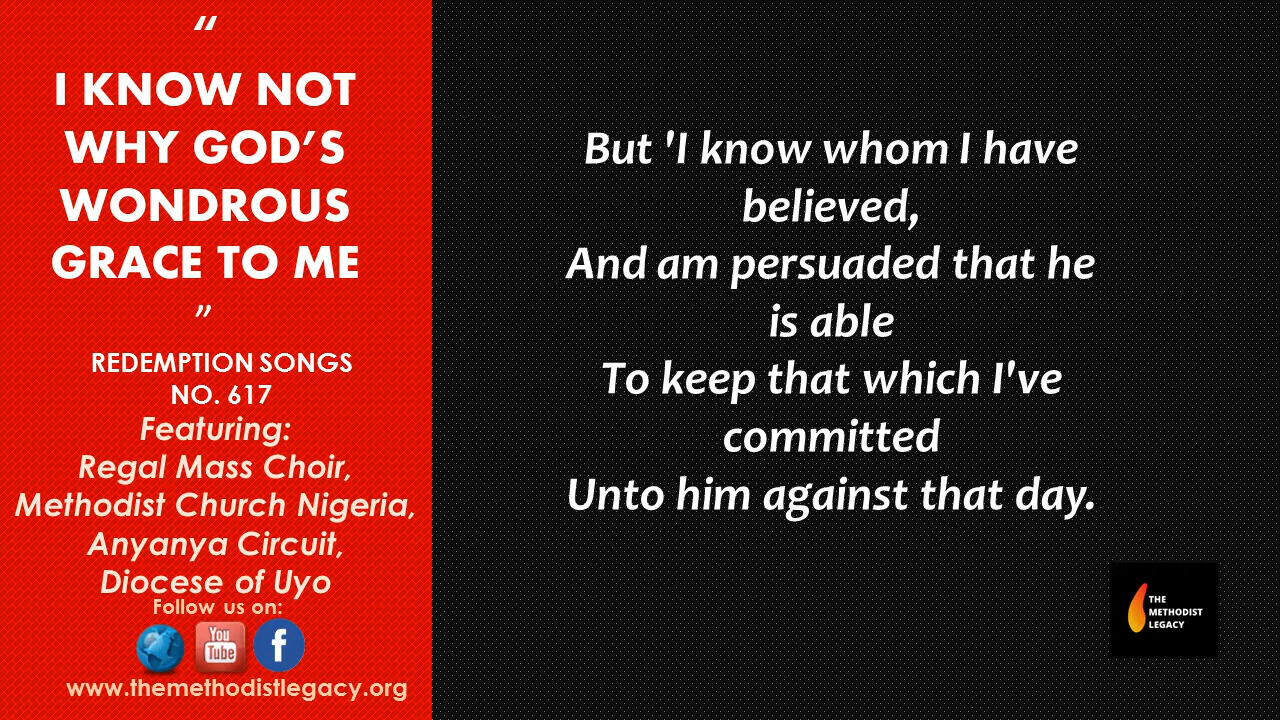 “
I KNOW NOT
WHY GOD’S
WONDROUS
GRACE TO ME
”
REDEMPTION SONGS
NO. 617
Featuring:
Regal Mass Choir,
Methodist Church Nigeria,
Anyanya Circuit,
Diocese of Uyo
Follow us on:
You
Tube
f
www.themethodistlegacy.org
But 'I know whom I have
believed,
And am persuaded that he
is able
To keep that which I've
committed
Unto him against that day.
THE
METHODIST
LEGACY